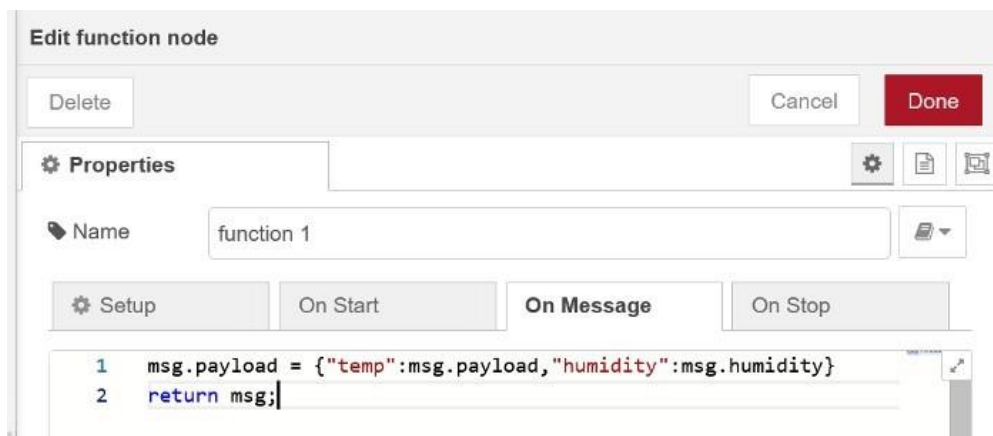 Edit function node
Delete Cancel Done
Properties
Name function 1
Setup On Start On Message On Stop
1 msg.payload = {"temp":msg.payload,"humidity":msg.humidity}
2 return msg;